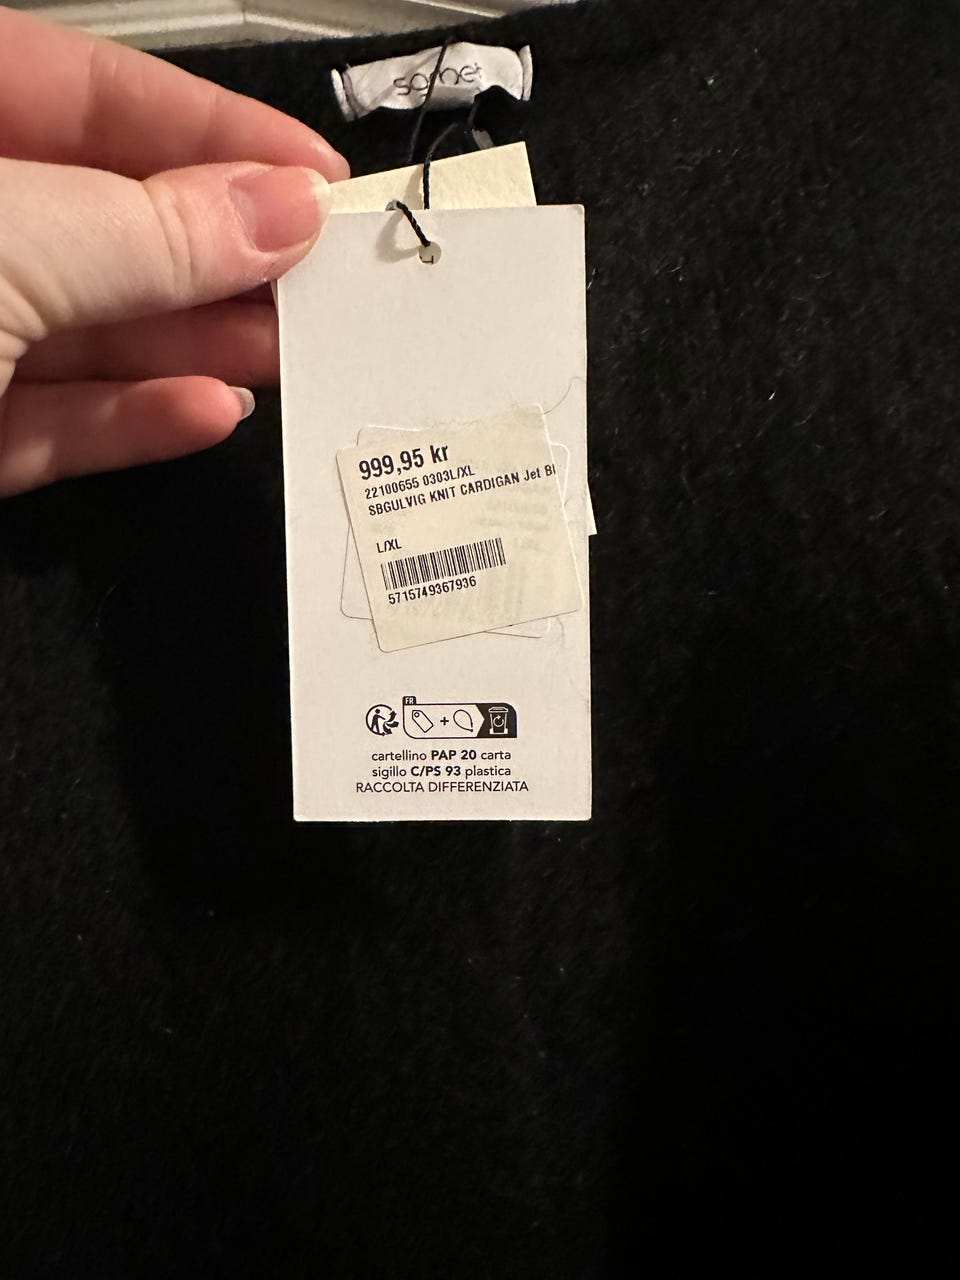 999,95 kr
22100655 0303L/XL
SBGULVIG KNIT CARDIGAN Jet Bl
L/XL
5715749367936
FR
+
cartellino PAP 20 carta
sigillo C/PS 93 plastica
RACCOLTA DIFFERENZIATA